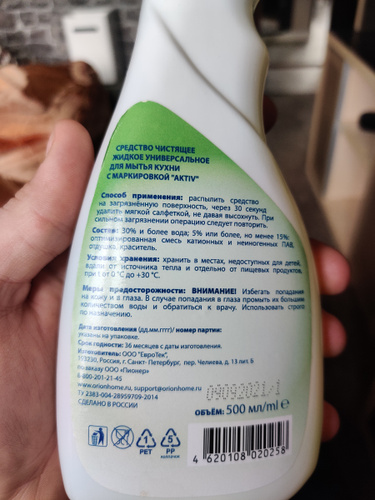 СРЕДСТВО ЧИСТЯЩЕЕ
ЖИДКОЕ УНИВЕРСАЛЬНОЕ
ДЛЯ МЫТЬЯ КУХНИ
С МАРКИРОВКОЙ "AKTIV"
Способ применения: распылить средство
на загрязнённую поверхность, через 30 секунд
удалить мягкой салфеткой, не давая высохнуть. При
сильном загрязнении операцию следует повторить.
Состав: 30% и более вода; 5% или более, но менее 15%:
оптимизированная смесь катионных и неионогенных ПАВ,
отдушка, краситель.
Условия хранения: хранить в местах, недоступных для детей,
вдали от источника тепла и отдельно от пищевых продуктов,
при t от 0°С до +30 °С.
Меры предосторожности: ВНИМАНИЕ! Избегать попадания
на кожу и в глаза. В случае попадания в глаза промыть их большим
количеством воды и обратиться к врачу. Использовать строго
по назначению.
Дата изготовления (дд.мм.гггг)/ номер партии:
указаны на упаковке.
Срок годности: 36 месяцев с даты изготовления.
Изготовитель: ООО "ЕвроТек",
193230, Россия, г. Санкт- Петербург, пер. Челиева, д. 13 лит. Б
по заказу ООО «Пионер»
8-800-201-21-45
www.orionhome.ru, support@orionhome.ru
ТУ 2383-004-28959709-2014
СДЕЛАНО В РОССИИ
09092021/1
ОБЪЁМ: 500 мл/ml e
1
PET
5
PP
колпачок
4 620108 020258